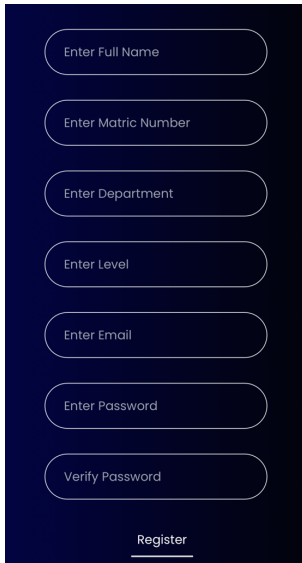 Enter Full Name
Enter Matric Number
Enter Department
Enter Level
Enter Email
Enter Password
Verify Password
Register